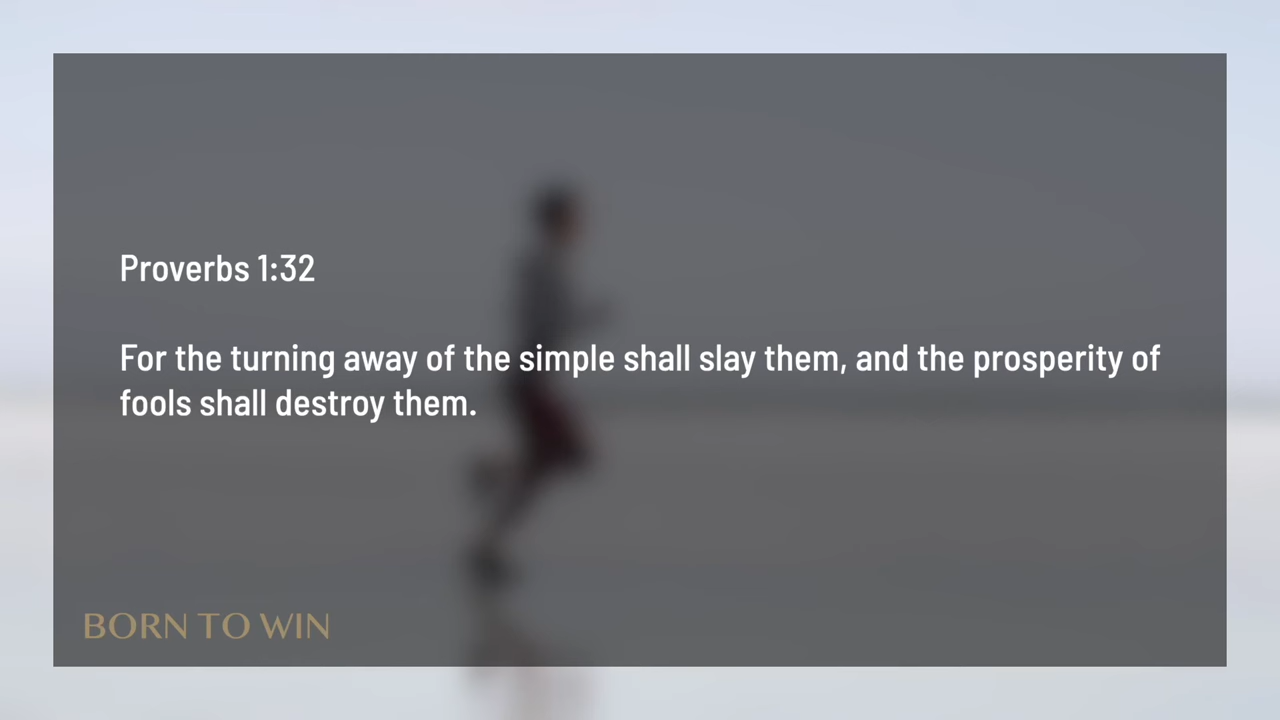 Proverbs 1:32
For the turning away of the simple shall slay them, and the prosperity of
fools shall destroy them.
BORN TO WIN